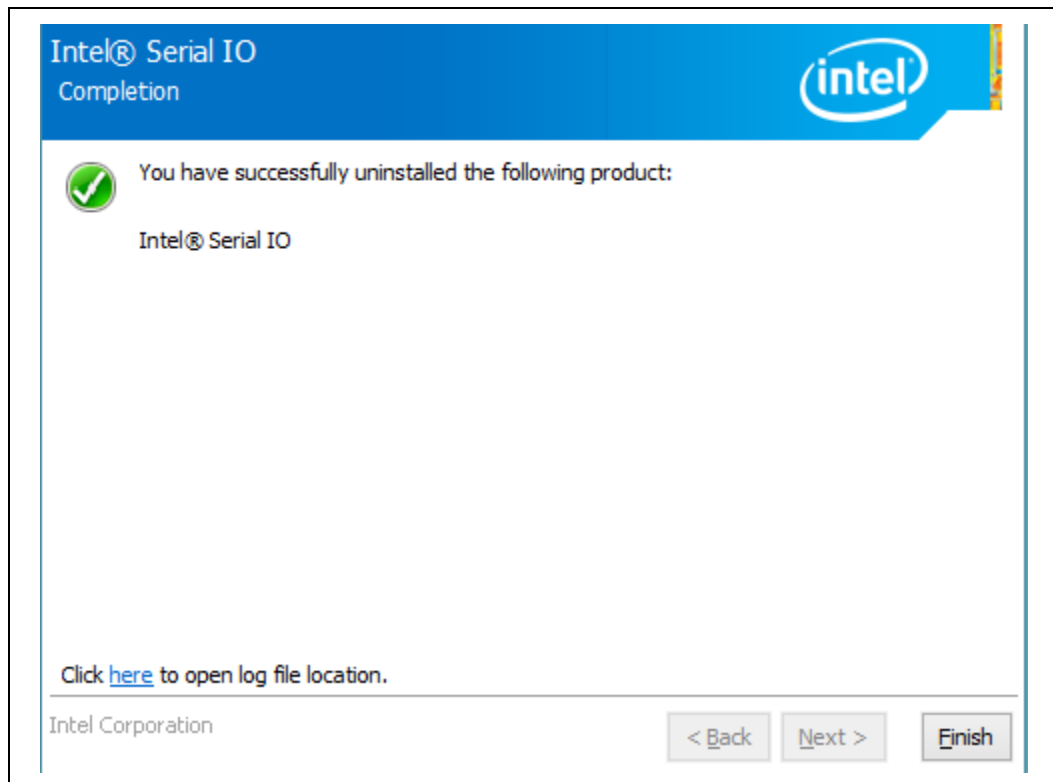 Intel® Serial IO
Completion
intel
You have successfully uninstalled the following product:
Intel® Serial IO
Click here to open log file location.
Intel Corporation
< Back Next > Finish